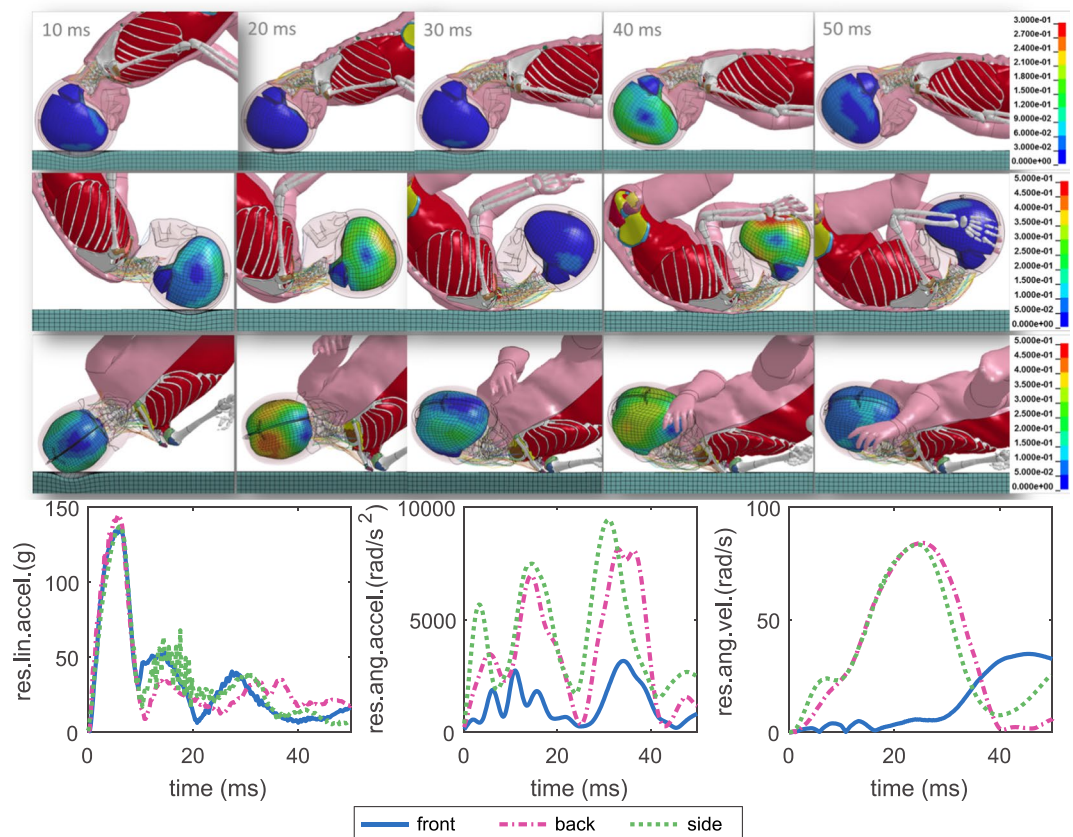 10 ms
20 ms
30 ms
40 ms
50 ms
3.000e-01
2.700e-01
2.400e-01
2.100e-01
1.800e-01
1.500e-01
1.200e-01
9.000e-02
6.000e-02
3.000e-02
0.000e+00
5.000e-01
4.500e-01
4.000e-01
3.500e-01
3.000e-01
2.500e-01
2.000e-01
1.500e-01
1.000e-01
5.000e-02
0.000e+00
5.000e-01
4.500e-01
4.000e-01
3.500e-01
3.000e-01
2.500e-01
2.000e-01
1.500e-01
1.000e-01
5.000e-02
0.000e+00
res.lin.accel.(g)
150
100
50
0
0
20
40
time (ms)
res.ang.accel.(rad/s²)
10000
5000
0
0
20
40
time (ms)
res.ang.vel.(rad/s)
100
50
0
0
20
40
time (ms)
front
back
side